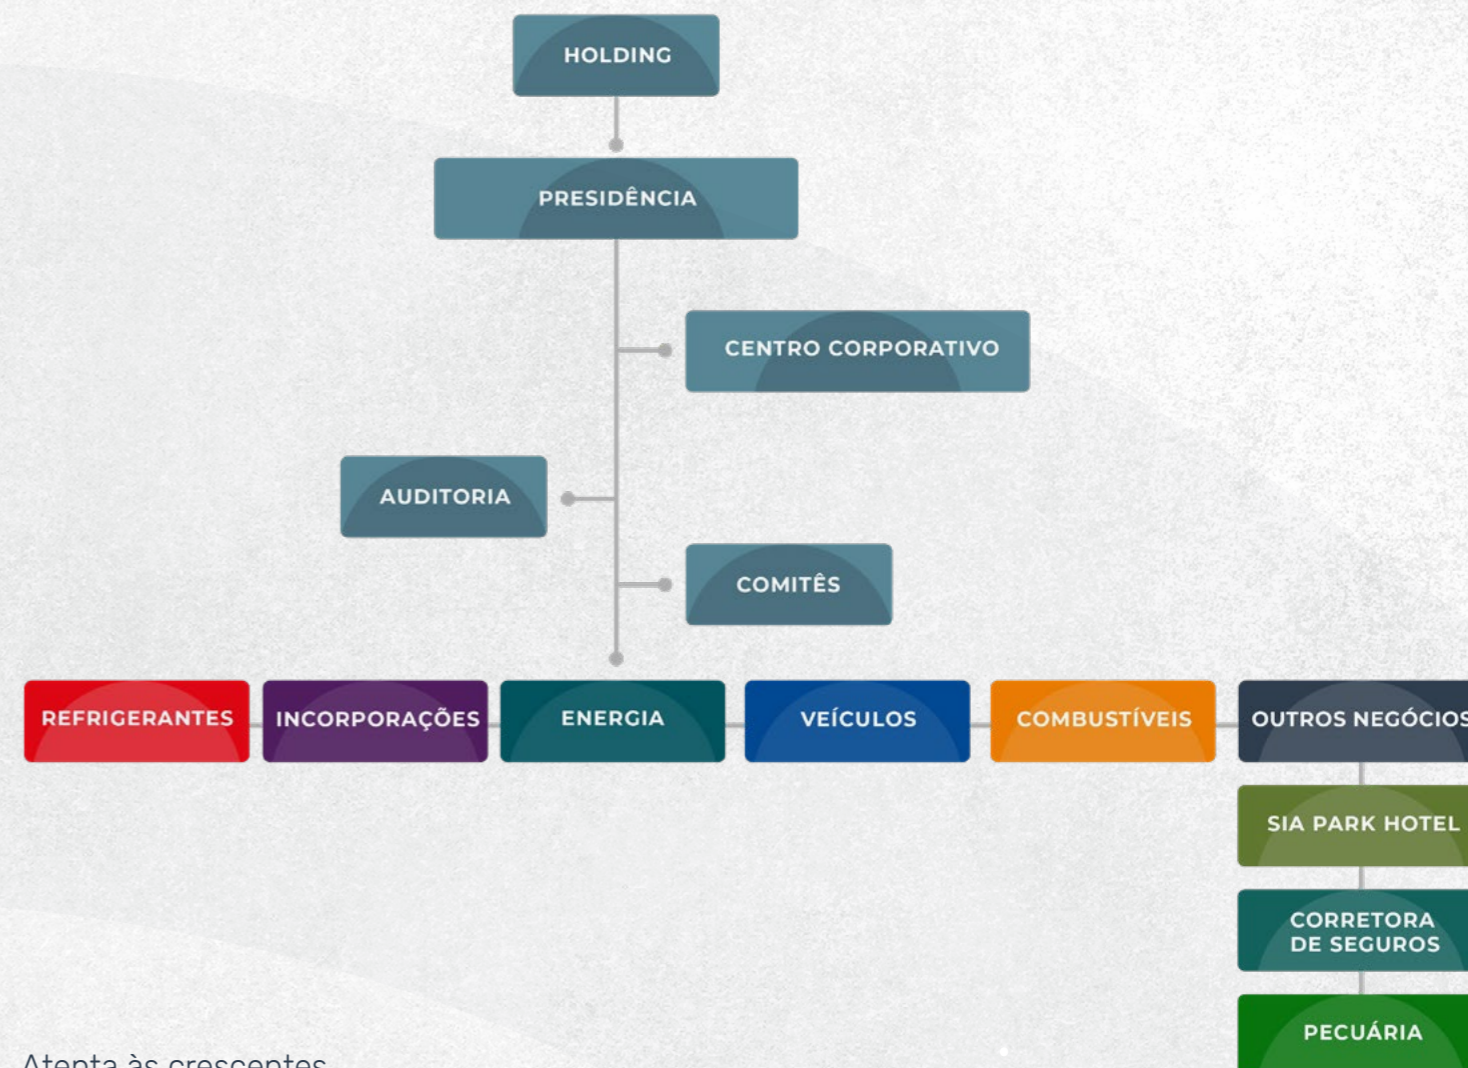 HOLDING
PRESIDÊNCIA
CENTRO CORPORATIVO
AUDITORIA
COMITÊS
REFRIGERANTES
INCORPORAÇÕES
ENERGIA
VEÍCULOS
COMBUSTÍVEIS
OUTROS NEGÓCIOS
SIA PARK HOTEL
CORRETORA
DE SEGUROS
PECUÁRIA
Atenta às crescentes